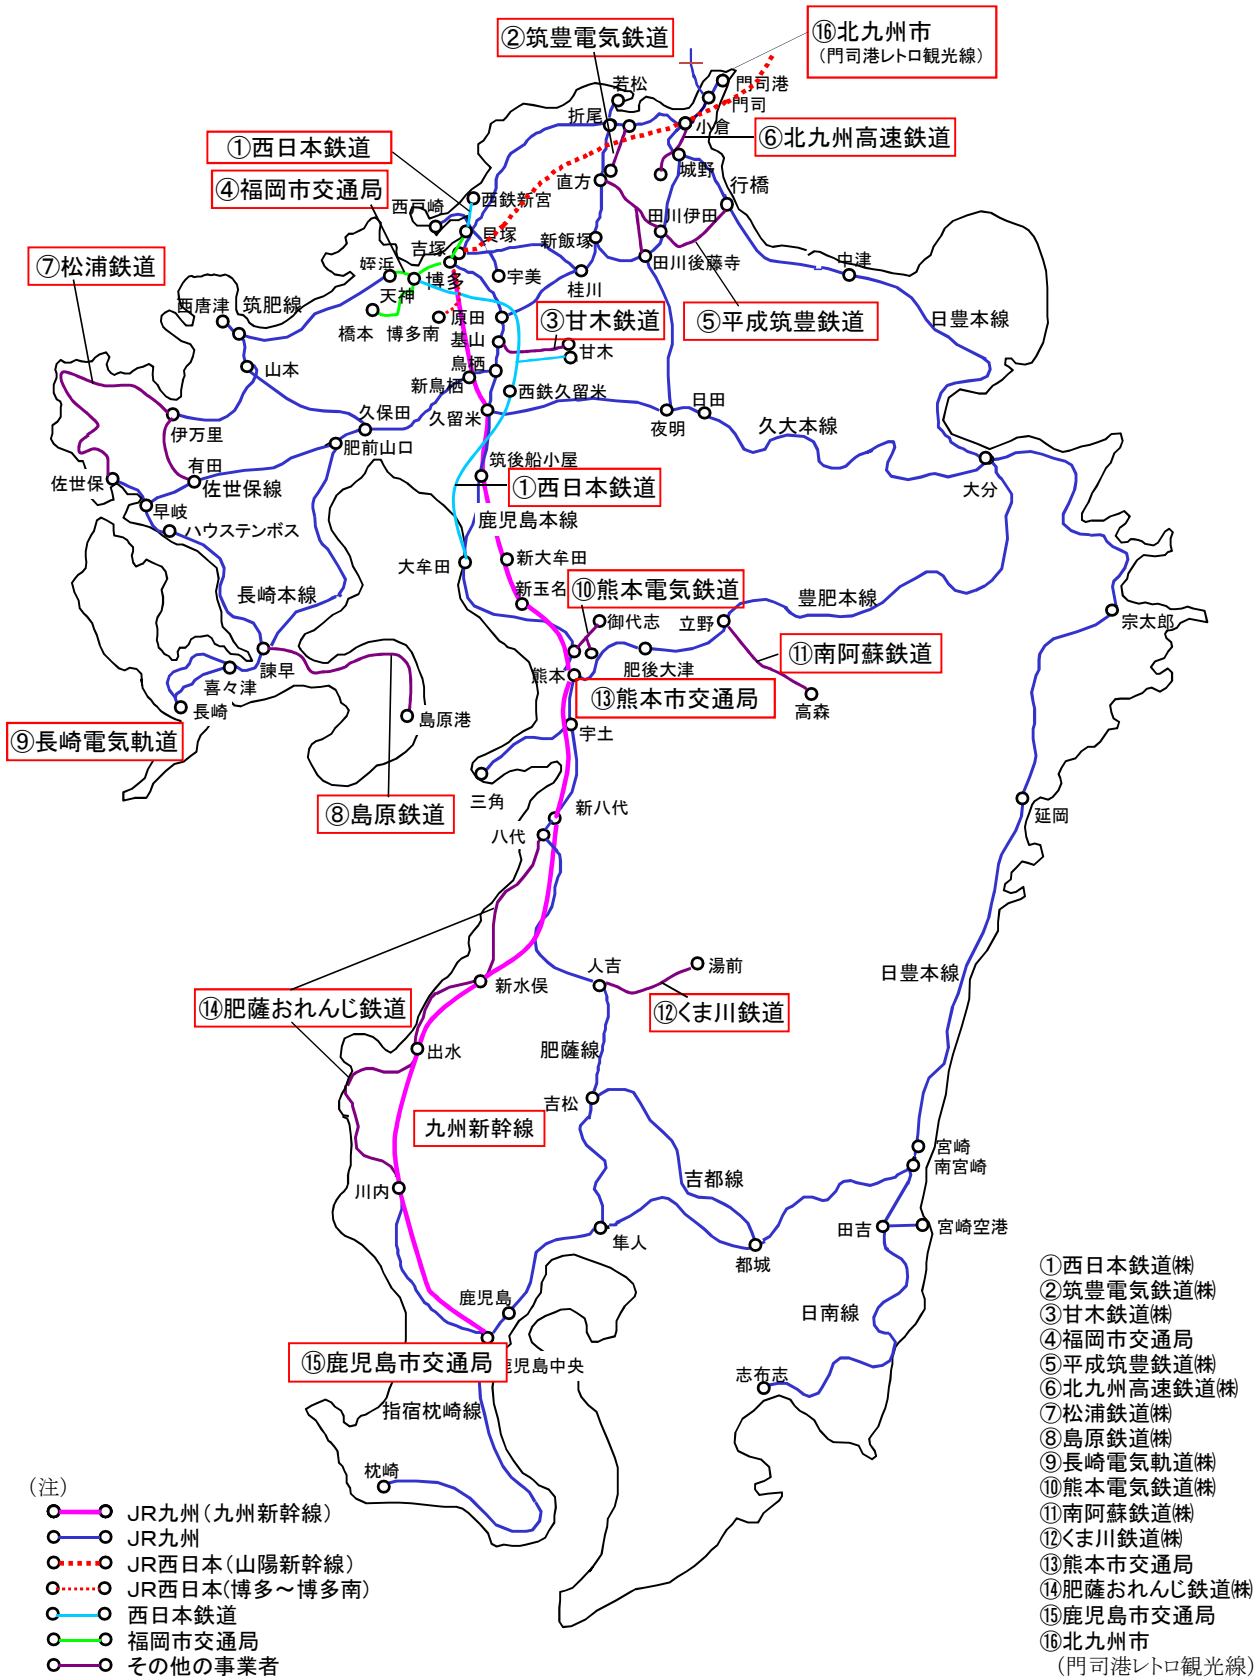 ⑯北九州市
(門司港レトロ観光線)
②筑豊電気鉄道
若松
門司港
門司
折尾
小倉
⑥北九州高速鉄道
①西日本鉄道
④福岡市交通局
城野
直方
行橋
西戸崎
西鉄新宮
貝塚
田川伊田
吉塚
新飯塚
田川後藤寺
⑦松浦鉄道
姪浜
博多
宇美
桂川
中津
天神
西唐津
筑肥線
橋本
博多南
原田
③甘木鉄道
⑤平成筑豊鉄道
日豊本線
基山
甘木
山本
鳥栖
新鳥栖
西鉄久留米
日田
久保田
久留米
夜明
久大本線
伊万里
肥前山口
有田
筑後船小屋
佐世保
佐世保線
①西日本鉄道
大分
早岐
鹿児島本線
ハウステンボス
大牟田
新大牟田
新玉名
⑩熊本電気鉄道
長崎本線
豊肥本線
御代志
立野
宗太郎
諫早
⑪南阿蘇鉄道
喜々津
熊本
肥後大津
長崎
島原港
⑬熊本市交通局
高森
⑨長崎電気軌道
宇土
三角
新八代
⑧島原鉄道
八代
延岡
人吉
湯前
日豊本線
新水俣
⑭肥薩おれんじ鉄道
⑫くま川鉄道
出水
肥薩線
吉松
九州新幹線
宮崎
南宮崎
吉都線
川内
田吉
宮崎空港
隼人
都城
鹿児島
日南線
⑮鹿児島市交通局
児島中央
志布志
指宿枕崎線
枕崎
(注)
JR九州(九州新幹線)
JR九州
JR西日本(山陽新幹線)
JR西日本(博多～博多南)
西日本鉄道
福岡市交通局
その他の事業者
①西日本鉄道㈱
②筑豊電気鉄道㈱
③甘木鉄道㈱
④福岡市交通局
⑤平成筑豊鉄道㈱
⑥北九州高速鉄道㈱
⑦松浦鉄道㈱
⑧島原鉄道㈱
⑨長崎電気軌道㈱
⑩熊本電気鉄道㈱
⑪南阿蘇鉄道㈱
⑫くま川鉄道㈱
⑬熊本市交通局
⑭肥薩おれんじ鉄道㈱
⑮鹿児島市交通局
⑯北九州市
(門司港レトロ観光線)